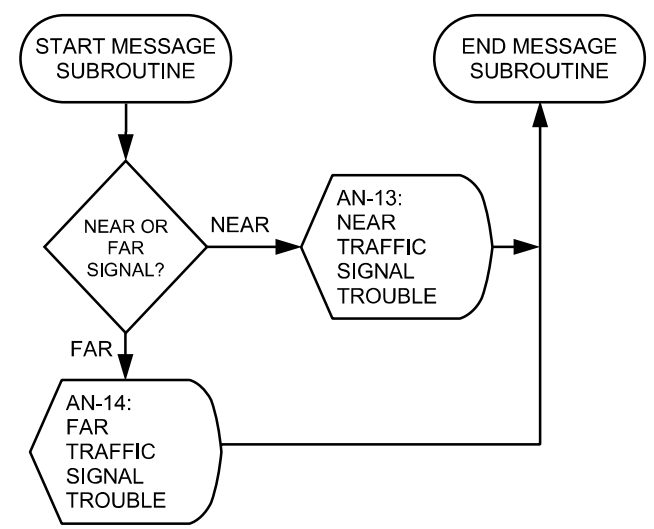 START MESSAGE
SUBROUTINE
END MESSAGE
SUBROUTINE
NEAR OR
FAR
SIGNAL?
NEAR
AN-13:
NEAR
TRAFFIC
SIGNAL
TROUBLE
FAR
AN-14:
FAR
TRAFFIC
SIGNAL
TROUBLE